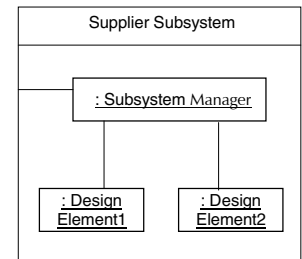 Supplier Subsystem
: Subsystem Manager
: Design
Element1
: Design
Element2